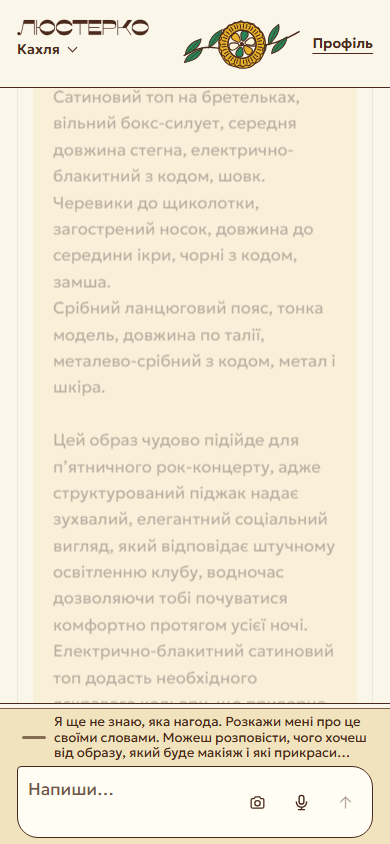 ЛЮСТЕРКО
Кахля
Профіль
Сатиновий топ на бретельках,
вільний бокс-силует, середня
довжина стегна, електрично-
блакитний з кодом, шовк.
Черевики до щиколотки,
загострений носок, довжина до
середини ікри, чорні з кодом,
замша.
Срібний ланцюговий пояс, тонка
модель, довжина по талії,
металево-срібний з кодом, метал і
шкіра.
Цей образ чудово підійде для
п’ятничного рок-концерту, адже
структурований піджак надає
зухвалий, елегантний соціальний
вигляд, який відповідає штучному
освітленню клубу, водночас
дозволяючи тобі почуватися
комфортно протягом усієї ночі.
Електрично-блакитний сатиновий
топ додасть необхідного
Я ще не знаю, яка нагода. Розкажи мені про це
своїми словами. Можеш розповісти, чого хочеш
від образу, який буде макіяж і які прикраси…
Напиши…